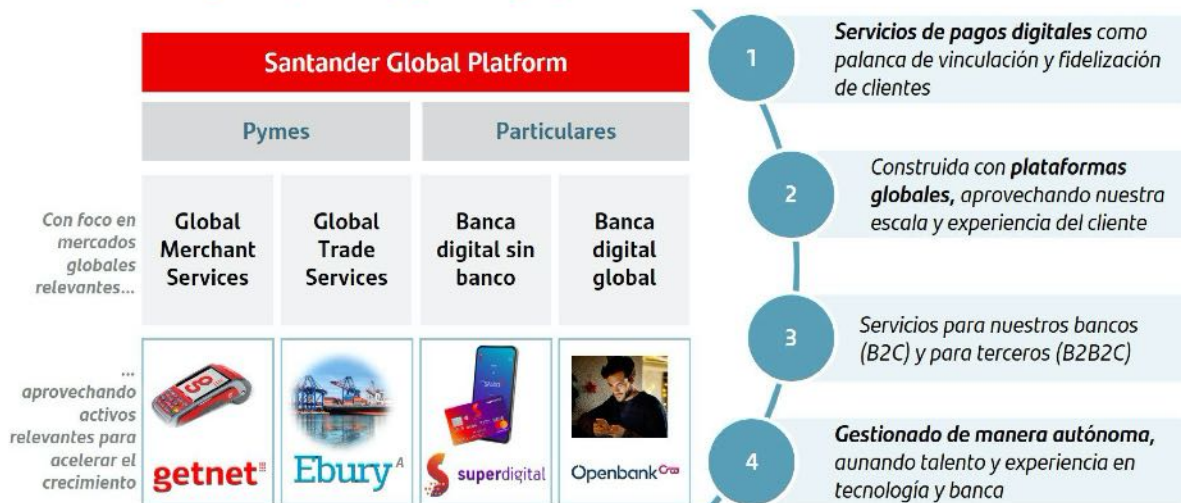 Santander Global Platform
Pymes
Particulares
Con foco en
mercados
globales
relevantes...
Global
Merchant
Services
Global
Trade
Services
Banca
digital sin
banco
Banca
digital
global
...
aprovechando
activos
relevantes para
acelerar el
crecimiento
getnet
Ebury A
superdigital
Openbank
1
Servicios de pagos digitales como
palanca de vinculación y fidelización
de clientes
2
Construida con plataformas
globales, aprovechando nuestra
escala y experiencia del cliente
3
Servicios para nuestros bancos
(B2C) y para terceros (B2B2C)
4
Gestionado de manera autónoma,
aunando talento y experiencia en
tecnología y banca